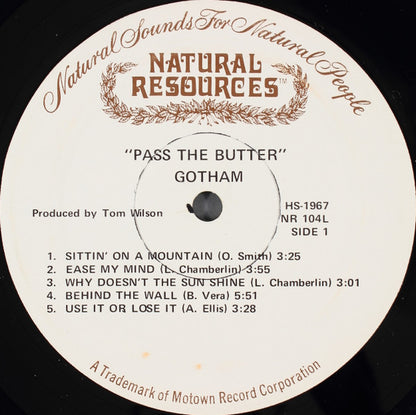 Natural Sounds For Natural People
NATURAL
RESOURCES™
"PASS THE BUTTER"
GOTHAM
Produced by Tom Wilson
HS-1967
NR 104L
SIDE 1
1. SITTIN' ON A MOUNTAIN (O. Smith) 3:25
2. EASE MY MIND (L. Chamberlin) 3:55
3. WHY DOESN'T THE SUN SHINE (L. Chamberlin) 3:01
4. BEHIND THE WALL (B. Vera) 5:51
5. USE IT OR LOSE IT (A. Ellis) 3:28
A Trademark of Motown Record Corporation